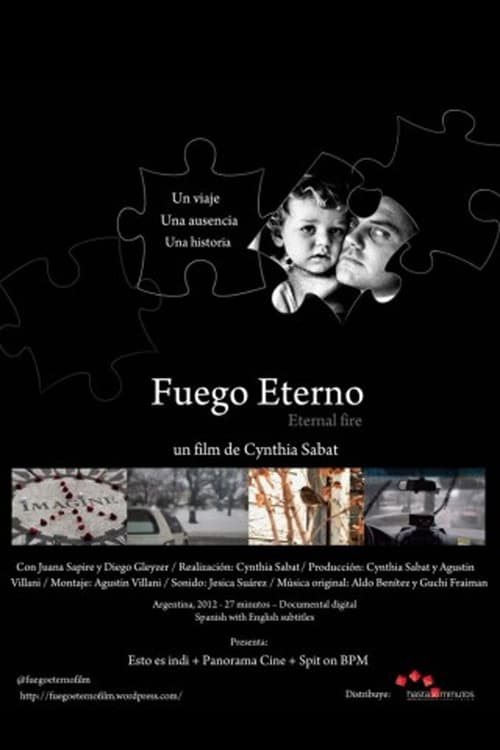 Un viaje
Una ausencia
Una historia
Fuego Eterno
Eternal fire
un film de Cynthia Sabat
IMAGINE
Con Juana Sapire y Diego Gleyzer / Realización: Cynthia Sabat / Producción: Cynthia Sabat y Agustin
Villani / Montaje: Agustin Villani / Sonido: Jesica Suárez / Música original: Aldo Benítez y Guchi Fraiman
Argentina, 2012 - 27 minutos – Documental digital
Spanish with English subtitles
Presenta:
Esto es indi + Panorama Cine + Spit on BPM
@fuegoeternofilm
http://fuegoeternofilm.wordpress.com/
Distribuye:
hasta30minutos